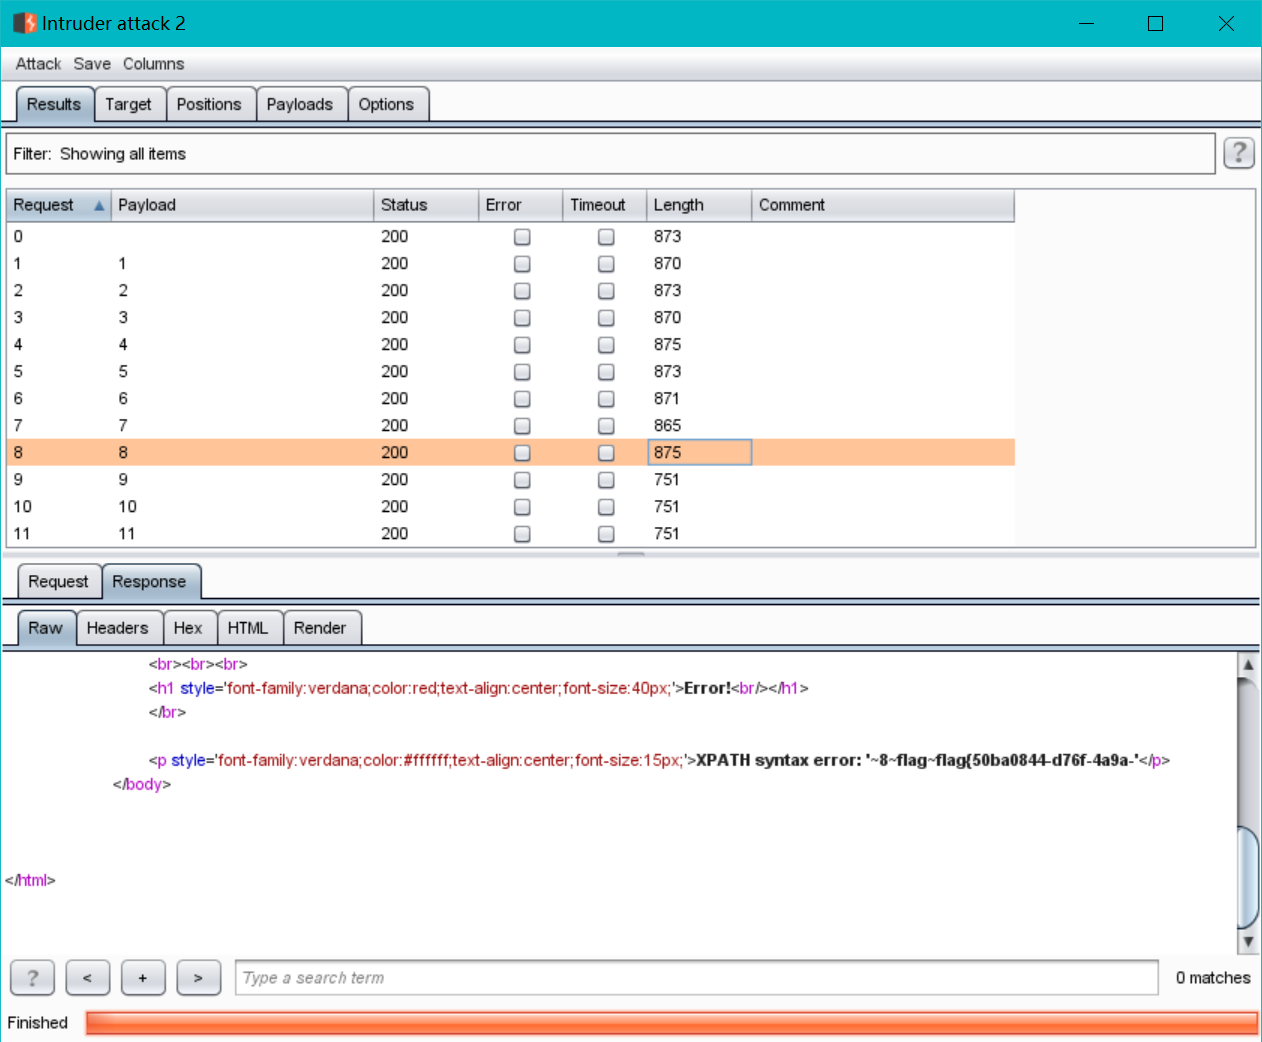 Intruder attack 2
Attack Save Columns
Results Target Positions Payloads Options
Filter: Showing all items ?
Request Payload Status Error Timeout Length Comment
0 200 873
1 1 200 870
2 2 200 873
3 3 200 870
4 4 200 875
5 5 200 873
6 6 200 871
7 7 200 865
8 8 200 875
9 9 200 751
10 10 200 751
11 11 200 751
Request Response
Raw Headers Hex HTML Render
<br><br><br>
<h1 style='font-family:verdana;color:red;text-align:center;font-size:40px;'>Error!<br/></h1>
</br>
<p style='font-family:verdana;color:#ffffff;text-align:center;font-size:15px;'>XPATH syntax error: '~8~flag~flag{50ba0844-d76f-4a9a-'</p>
</body>
</html>
? < + > Type a search term 0 matches
Finished